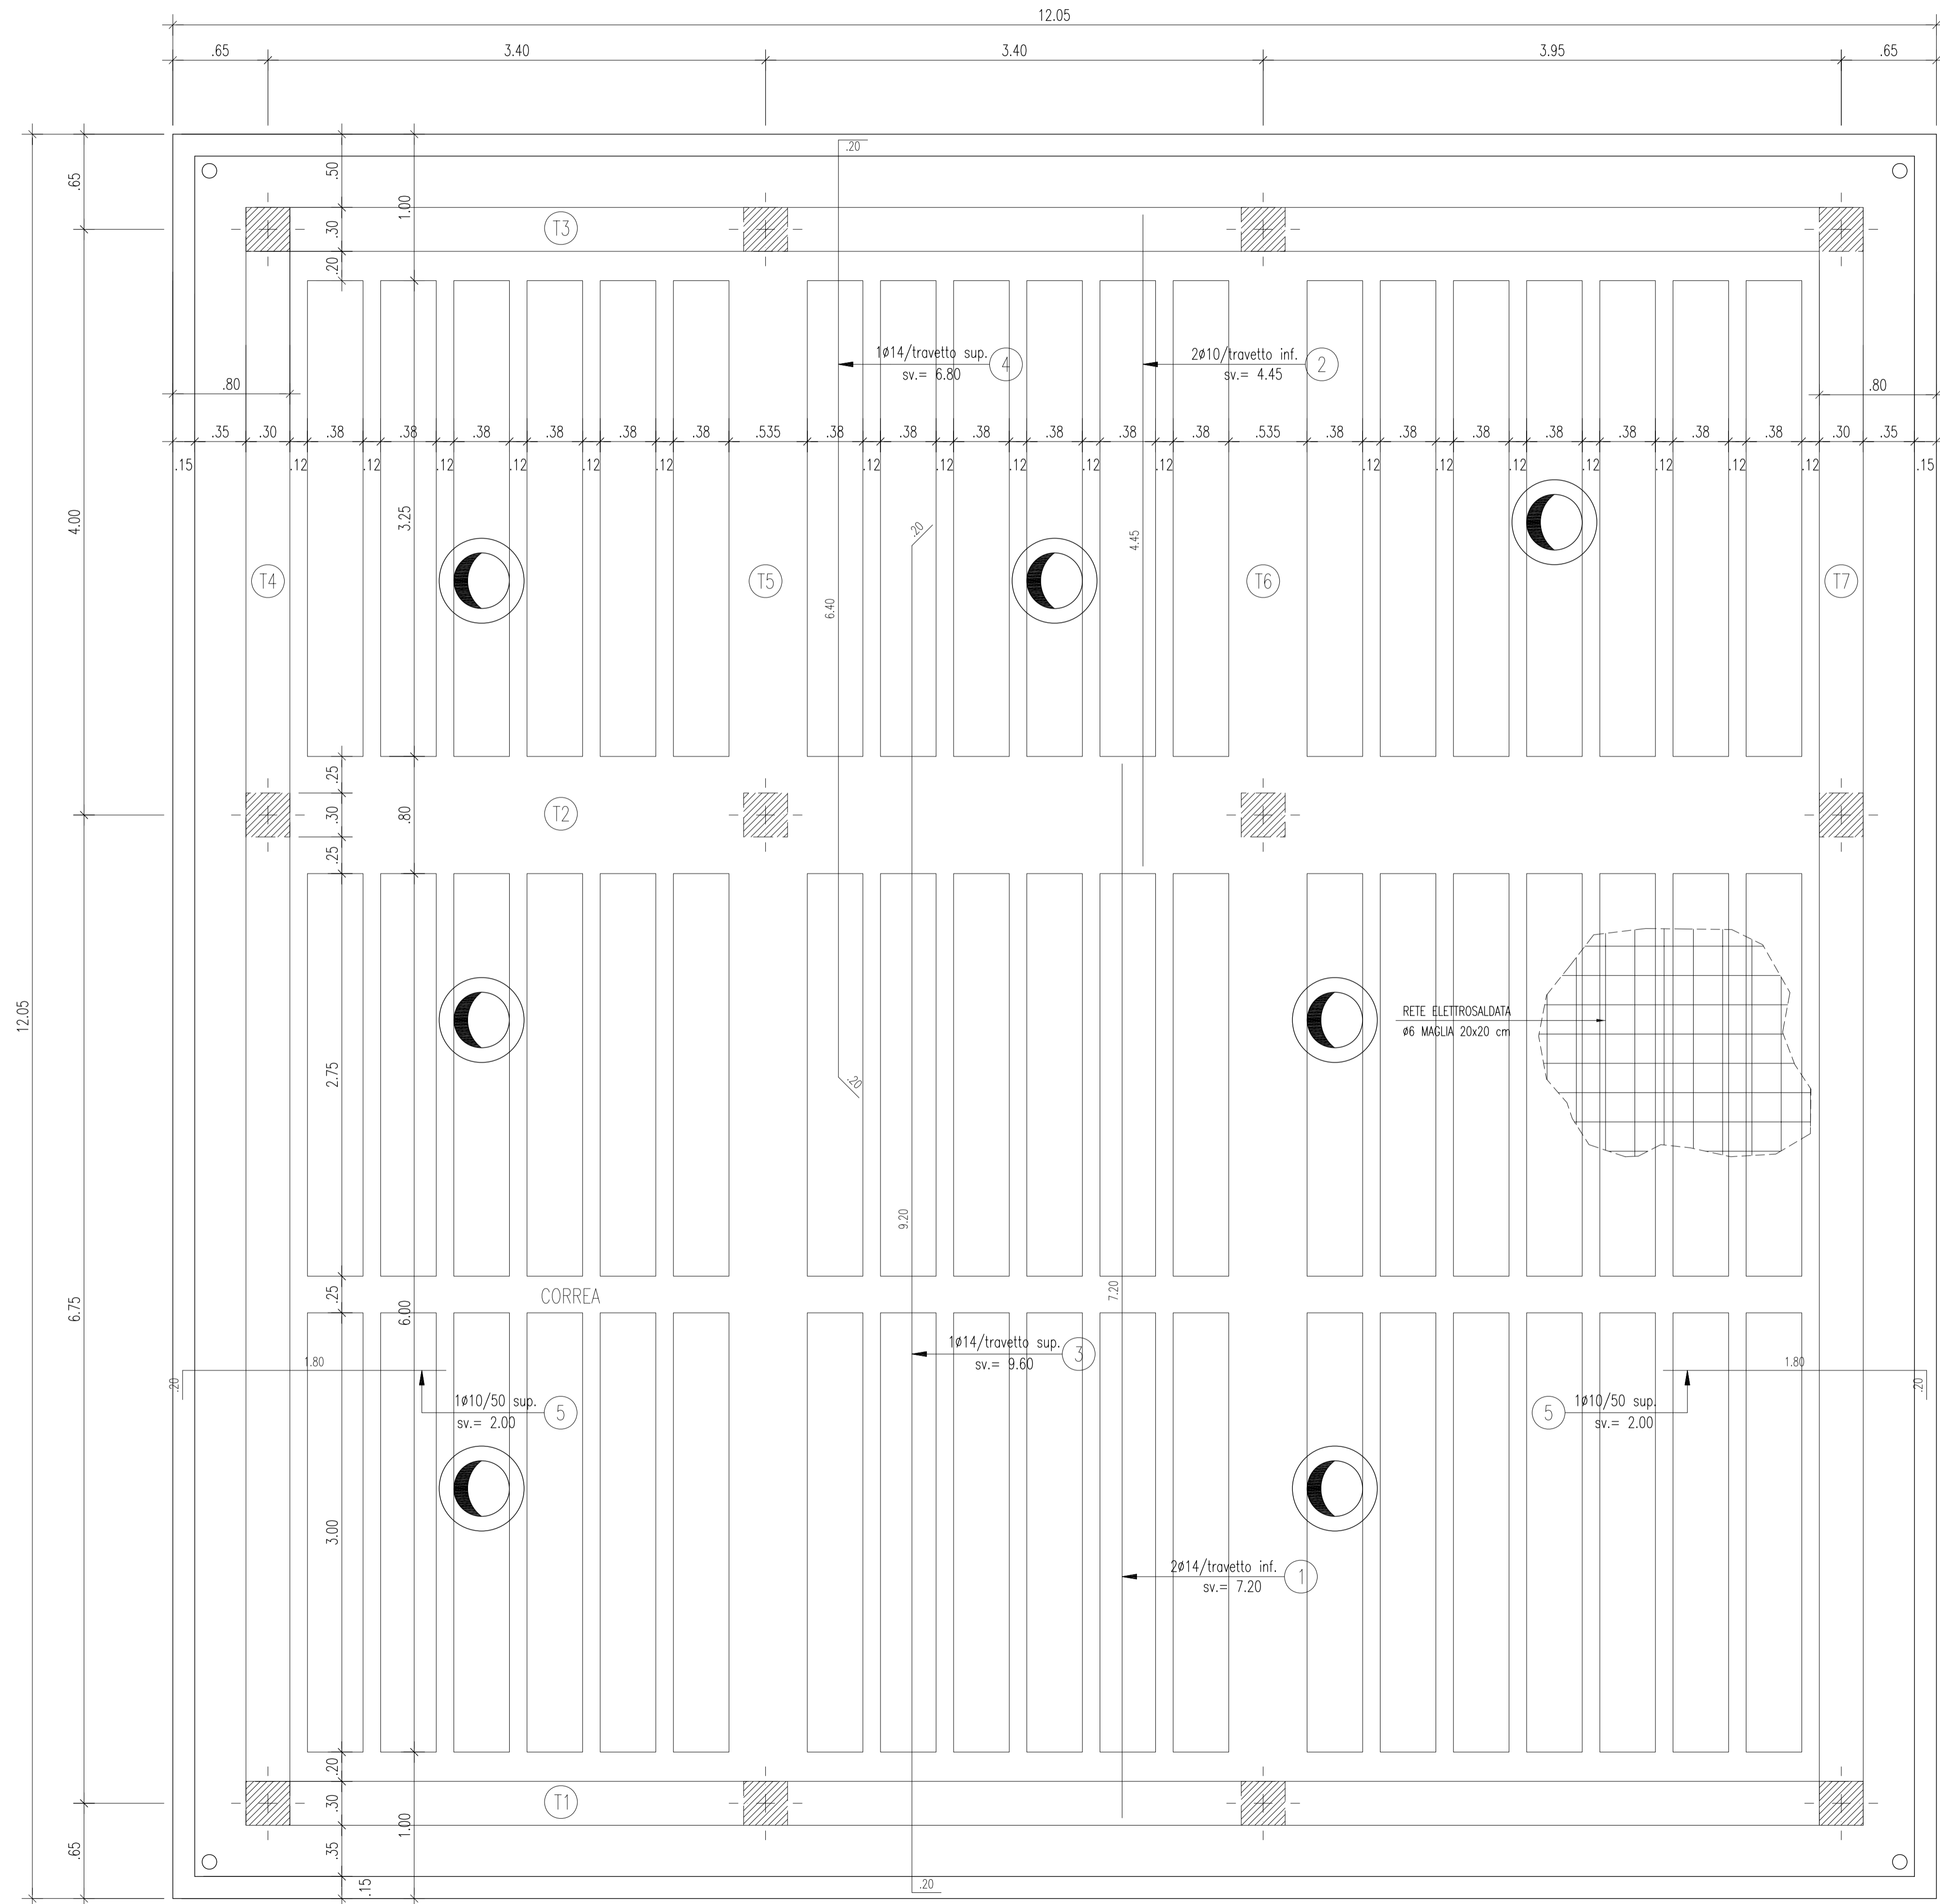 12.05
.65 3.40 3.40 3.95 .65
.20
.65
.50
1.00
.30
T3
.20
1ø14/travetto sup. 4
sv.= 6.80
2ø10/travetto inf. 2
sv.= 4.45
.80 .80
.35 .30 .38 .38 .38 .38 .38 .38 .535 .38 .38 .38 .38 .38 .38 .535 .38 .38 .38 .38 .38 .38 .38 .30 .35
.15 .12 .12 .12 .12 .12 .12 .12 .12 .12 .12 .12 .12 .12 .12 .12 .12 .12 .12 .15
4.00
3.25
.20
4.45
T4 T5 T6 T7
6.40
.25
.30
.80
T2
.25
12.05
RETE ELETTROSALDATA
ø6 MAGLIA 20x20 cm
2.75
.20
9.20
6.75
.25
CORREA
6.00
7.20
1ø14/travetto sup. 3
sv.= 9.60
1.80 1.80
.20 .20
1ø10/50 sup. 5
sv.= 2.00
5 1ø10/50 sup.
sv.= 2.00
3.00
2ø14/travetto inf. 1
sv.= 7.20
.20
.30
T1
1.00
.65
.35
.15
.20